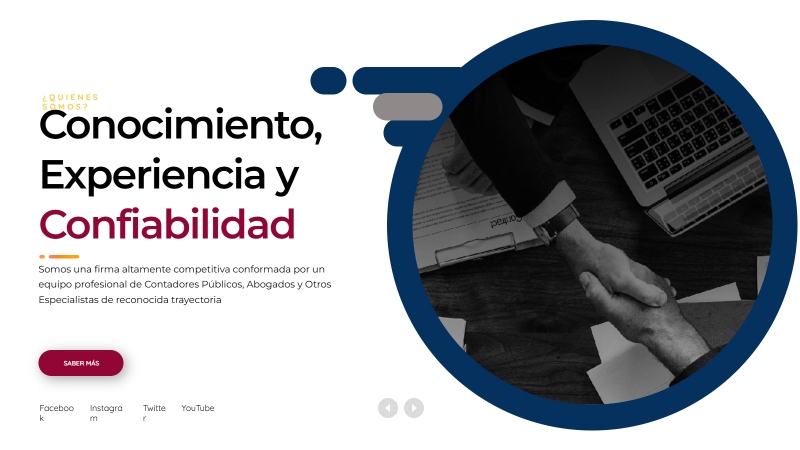 ¿QUIENES
SOMOS?
Conocimiento,
Experiencia y
Confiabilidad
Somos una firma altamente competitiva conformada por un
equipo profesional de Contadores Públicos, Abogados y Otros
Especialistas de reconocida trayectoria
SABER MÁS
Faceboo
k
Instagra
m
Twitte
r
YouTube
Contract